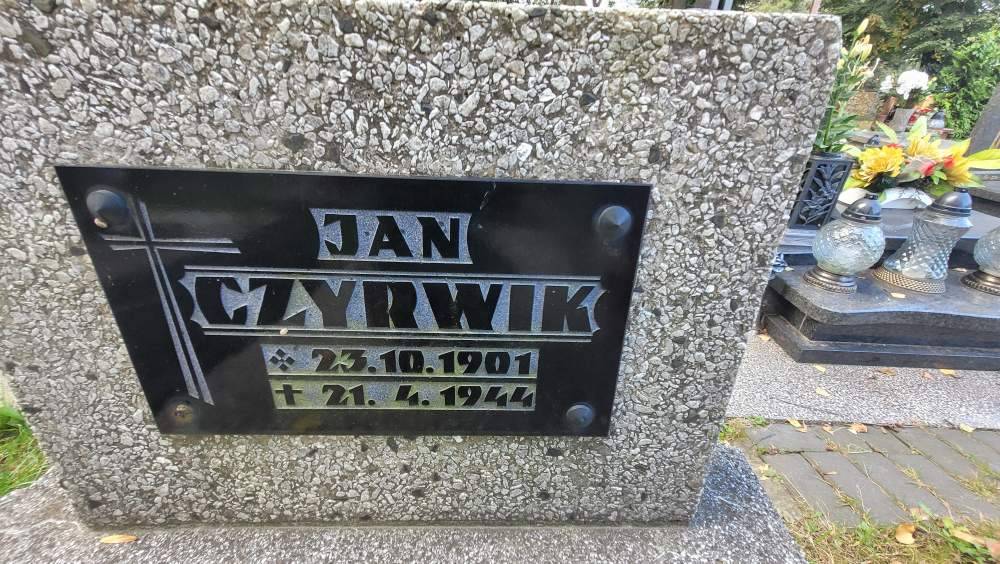 JAN
CZYRWIK
23.10.1901
✝ 21. 4. 1944